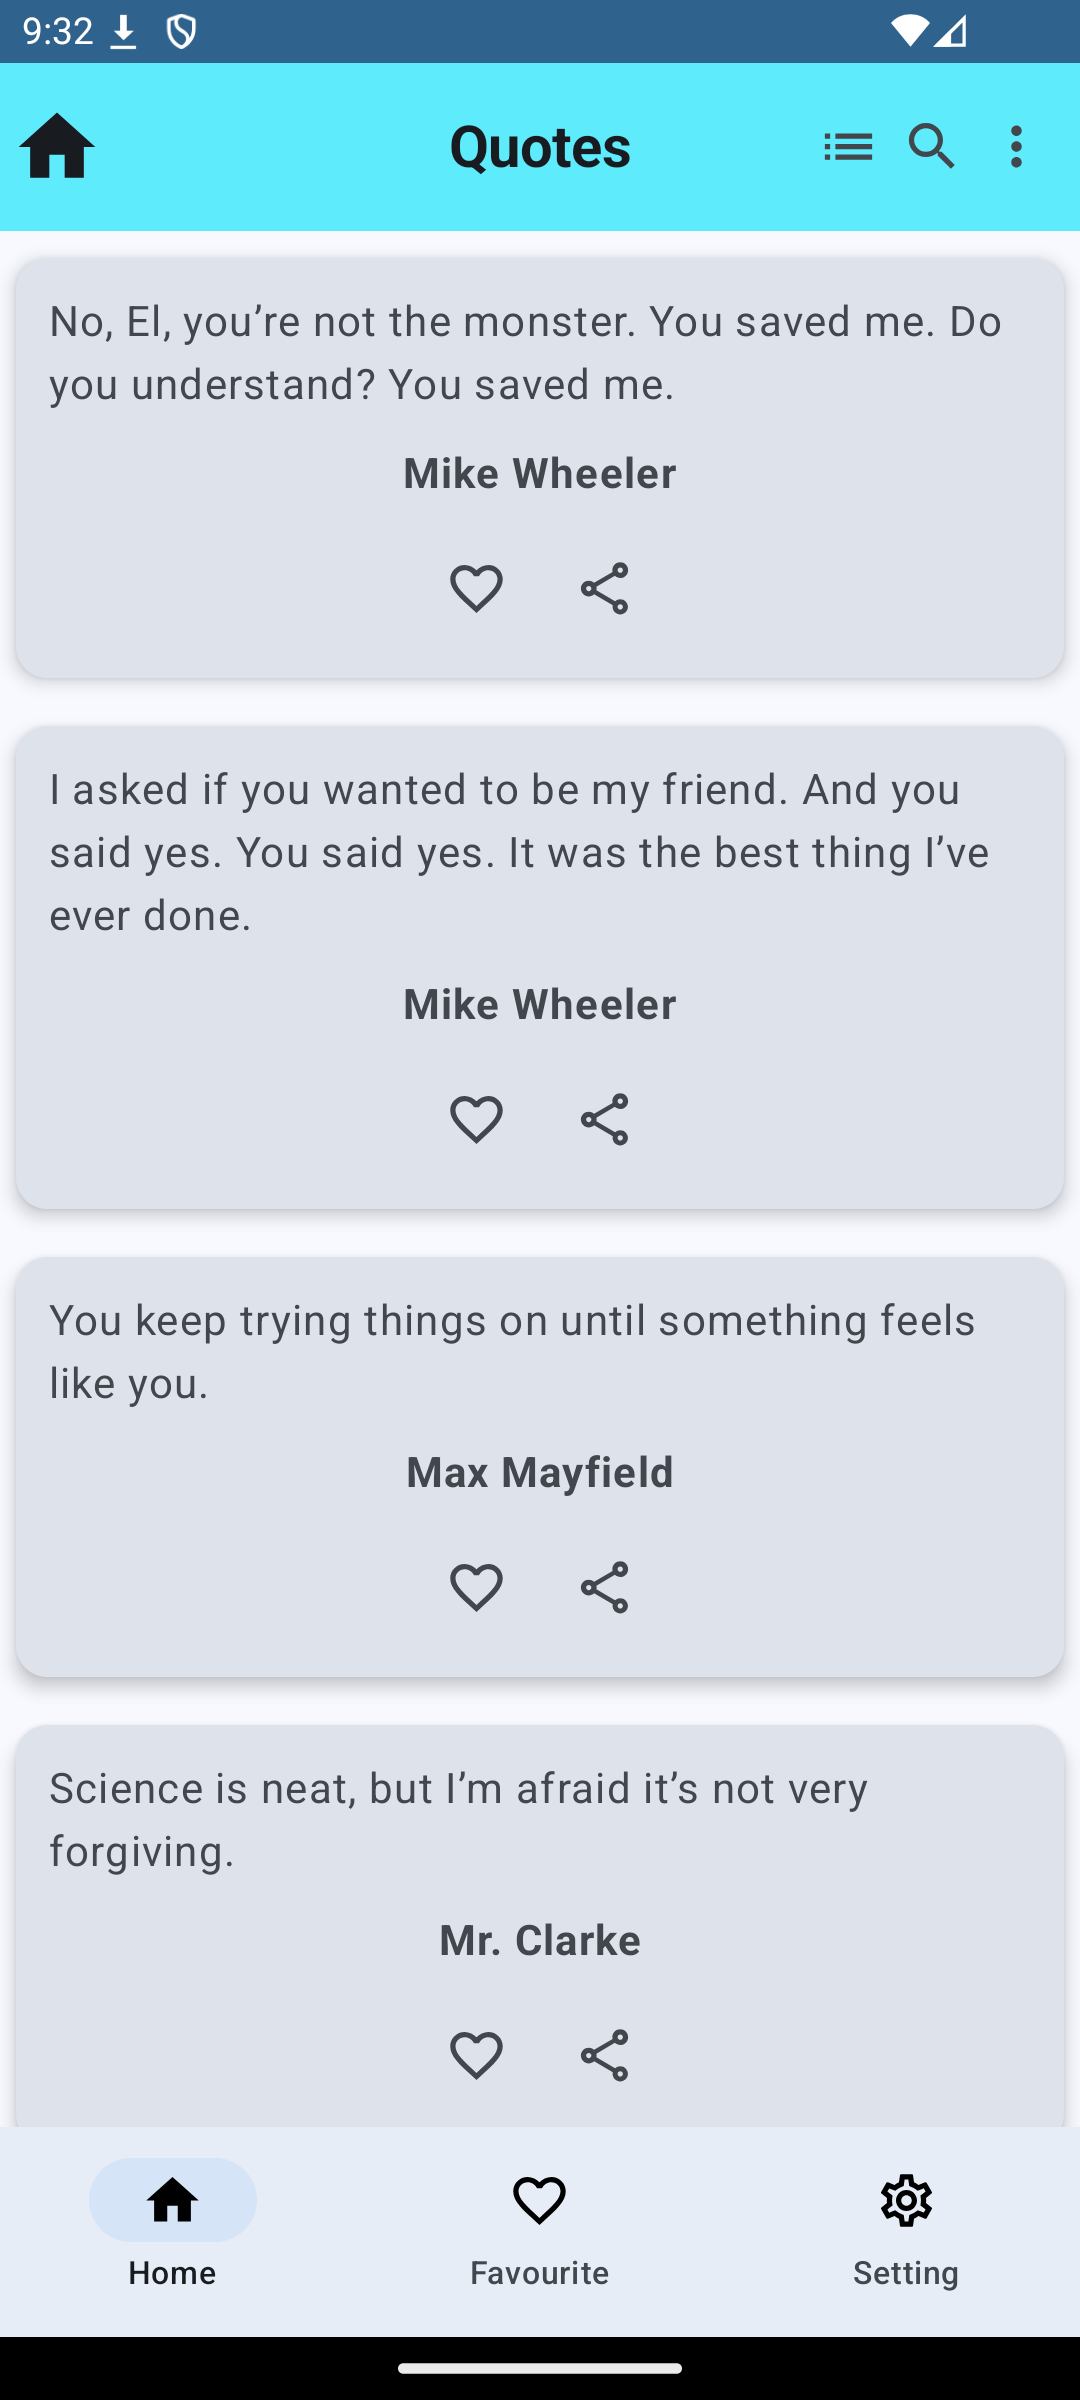 9:32
Quotes
No, El, you’re not the monster. You saved me. Do
you understand? You saved me.
Mike Wheeler
I asked if you wanted to be my friend. And you
said yes. You said yes. It was the best thing I’ve
ever done.
Mike Wheeler
You keep trying things on until something feels
like you.
Max Mayfield
Science is neat, but I’m afraid it’s not very
forgiving.
Mr. Clarke
Home
Favourite
Setting